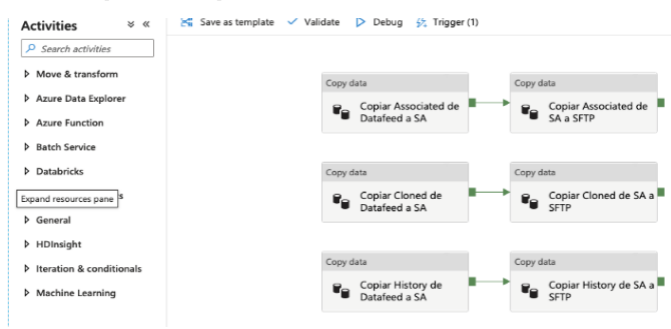 Activities
Save as template
Validate
Debug
Trigger (1)
Search activities
Move & transform
Azure Data Explorer
Azure Function
Batch Service
Databricks
Expand resources pane
s
General
HDInsight
Iteration & conditionals
Machine Learning
Copy data
Copiar Associated de
Datafeed a SA
Copy data
Copiar Associated de
SA a SFTP
Copy data
Copiar Cloned de
Datafeed a SA
Copy data
Copiar Cloned de SA a
SFTP
Copy data
Copiar History de
Datafeed a SA
Copy data
Copiar History de SA a
SFTP